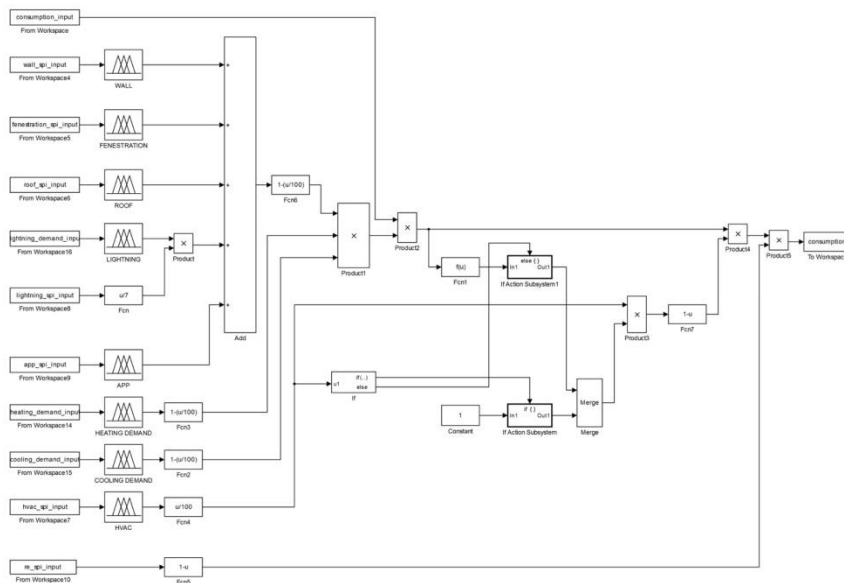 consumption_input
From Workspace
wall_spi_input
From Workspace4
WALL
fenestration_spi_input
From Workspace5
FENESTRATION
roof_spi_input
From Workspace6
ROOF
lightning_demand_inpu
From Workspace16
LIGHTNING
×
Product
lightning_spi_input
From Workspace8
u/7
Fcn
app_spi_input
From Workspace9
APP
+
+
+
+
+
Add
heating_demand_input
From Workspace14
HEATING DEMAND
1-(u/100)
Fcn3
cooling_demand_input
From Workspace15
COOLING DEMAND
1-(u/100)
Fcn2
hvac_spi_input
From Workspace7
HVAC
u/100
Fcn4
re_spi_input
From Workspace10
1-u
Fcn5
1-(u/100)
Fcn6
×
Product1
×
Product2
f(u)
Fcn1
else { }
In1 Out1
If Action Subsystem1
u1
if(..)
else
If
1
Constant
if { }
In1 Out1
If Action Subsystem
Merge
Merge
×
Product3
1-u
Fcn7
×
Product4
×
Product5
consumption
To Workspac